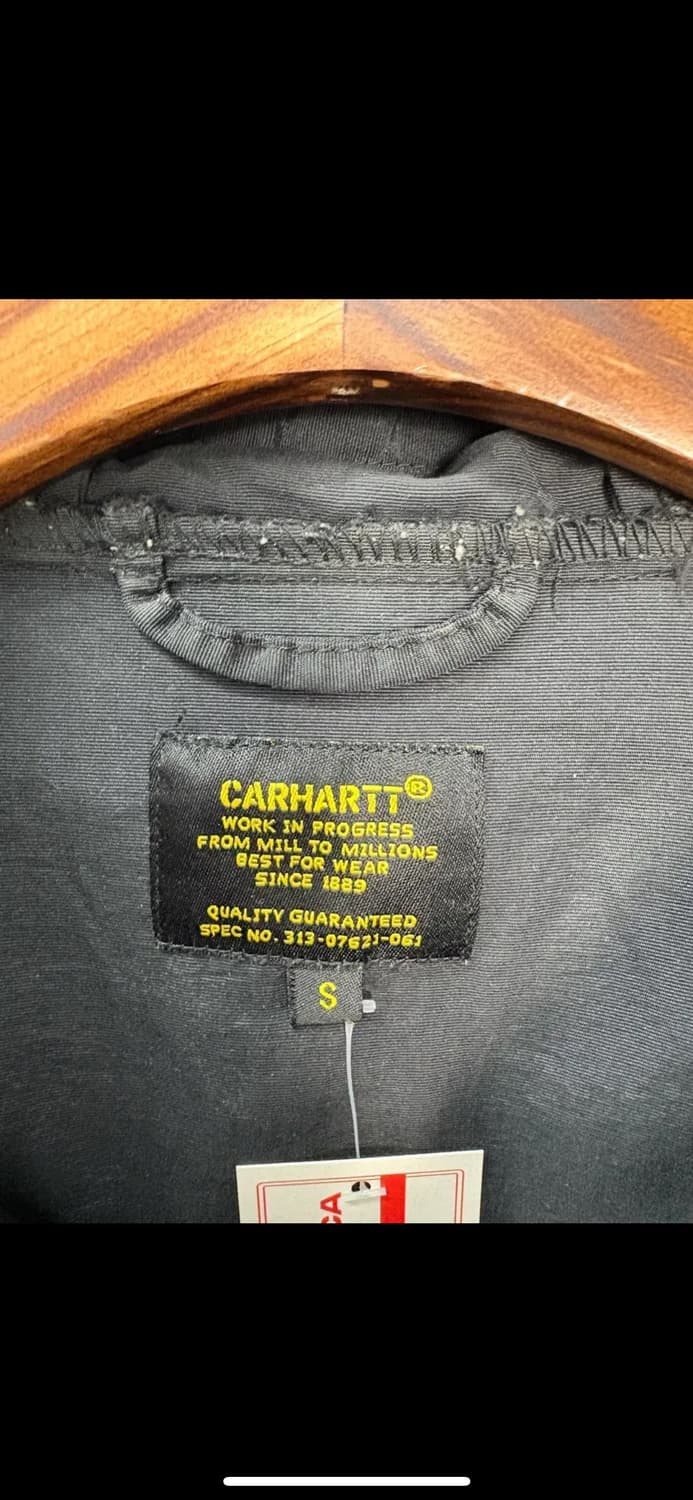 CARHARTT®
WORK IN PROGRESS
FROM MILL TO MILLIONS
BEST FOR WEAR
SINCE 1889
QUALITY GUARANTEED
SPEC NO. 313-07621-061
S
CA